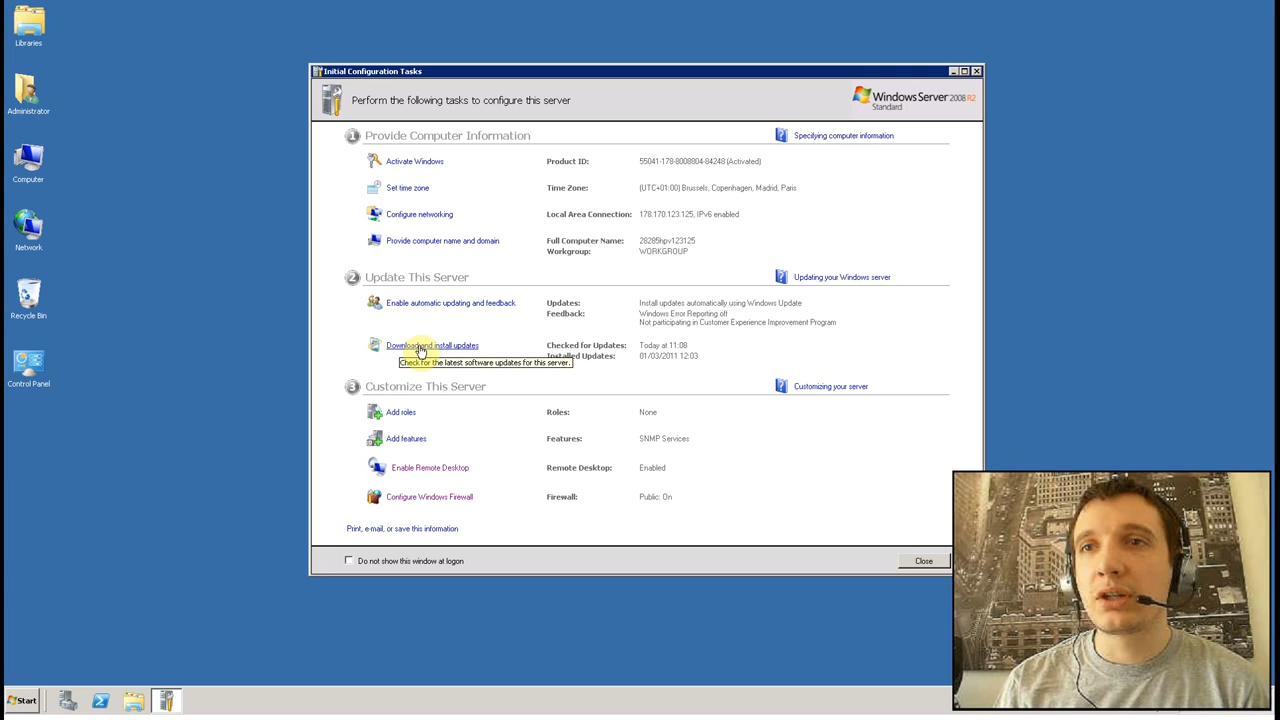 Libraries
Administrator
Computer
Network
Recycle Bin
Control Panel
Initial Configuration Tasks
Perform the following tasks to configure this server
Windows Server 2008 R2
Standard
1 Provide Computer Information
Specifying computer information
Activate Windows Product ID: 55041-178-8008804-84248 (Activated)
Set time zone Time Zone: (UTC+01:00) Brussels, Copenhagen, Madrid, Paris
Configure networking Local Area Connection: 178.170.123.125, IPv6 enabled
Provide computer name and domain Full Computer Name: 28285hpv123125
Workgroup: WORKGROUP
2 Update This Server
Updating your Windows server
Enable automatic updating and feedback Updates: Install updates automatically using Windows Update
Feedback: Windows Error Reporting off
Not participating in Customer Experience Improvement Program
Download and install updates Checked for Updates: Today at 11:08
Installed Updates: 01/03/2011 12:03
Check for the latest software updates for this server.
3 Customize This Server
Customizing your server
Add roles Roles: None
Add features Features: SNMP Services
Enable Remote Desktop Remote Desktop: Enabled
Configure Windows Firewall Firewall: Public: On
Print, e-mail, or save this information
Do not show this window at logon
Close
Start